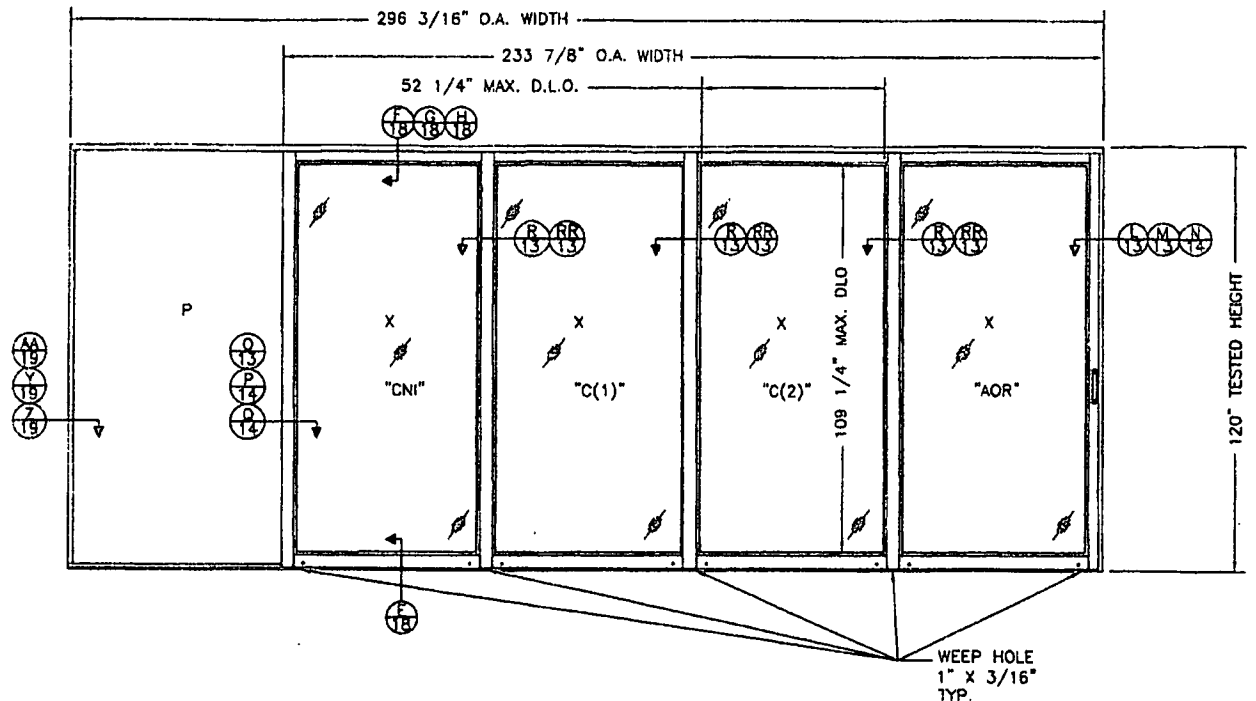 296 3/16" O.A. WIDTH
233 7/8" O.A. WIDTH
52 1/4" MAX. D.L.O.
F 18 G 18 H 18
R 13 RR 13
R 13 RR 13
R 13 RR 13
L 13 M 13 N 14
P
X
X
X
X
"CNI"
"C(1)"
"C(2)"
"AOR"
109 1/4" MAX. DLO
120" TESTED HEIGHT
AA 19
Y 19
Z 19
O 13
P 14
Q 14
18
WEEP HOLE
1" X 3/16"
TYP.